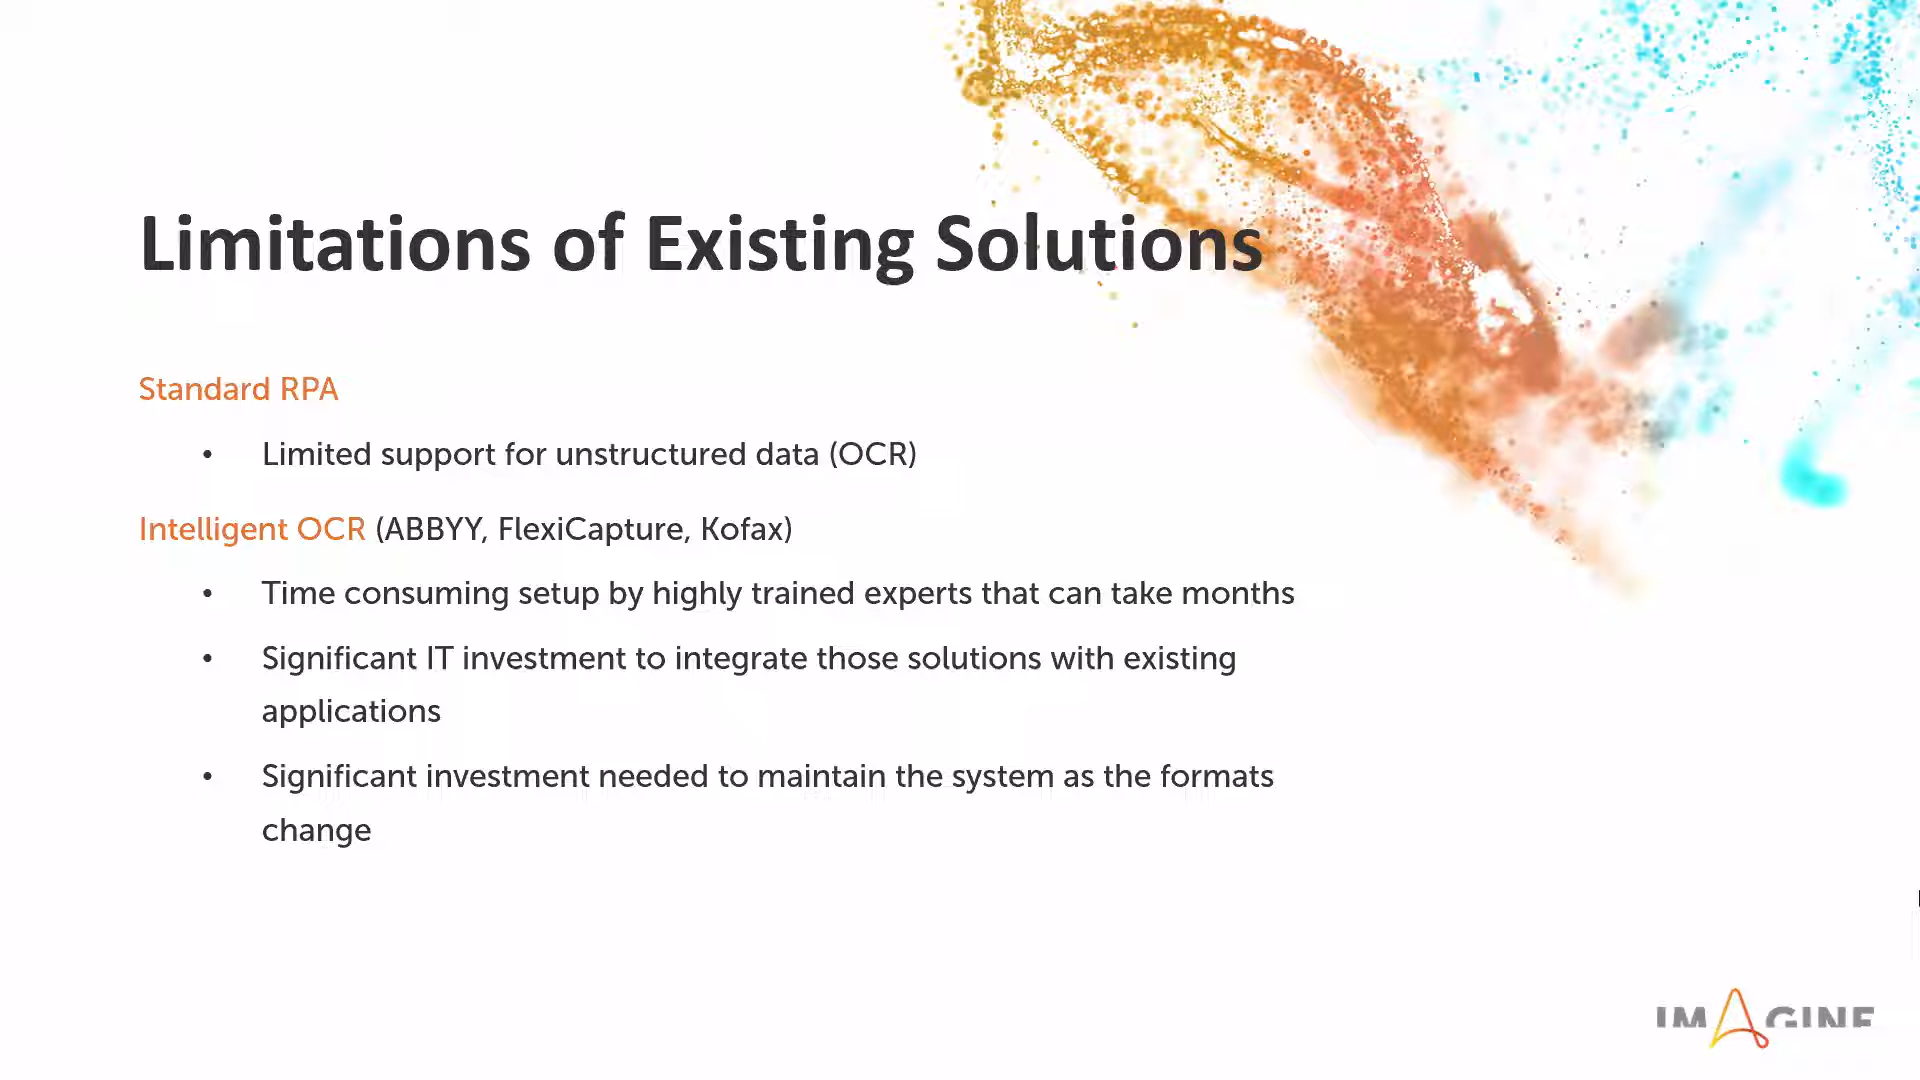 Limitations of Existing Solutions
Standard RPA
• Limited support for unstructured data (OCR)
Intelligent OCR (ABBYY, FlexiCapture, Kofax)
• Time consuming setup by highly trained experts that can take months
• Significant IT investment to integrate those solutions with existing
applications
• Significant investment needed to maintain the system as the formats
change
IMAGINE